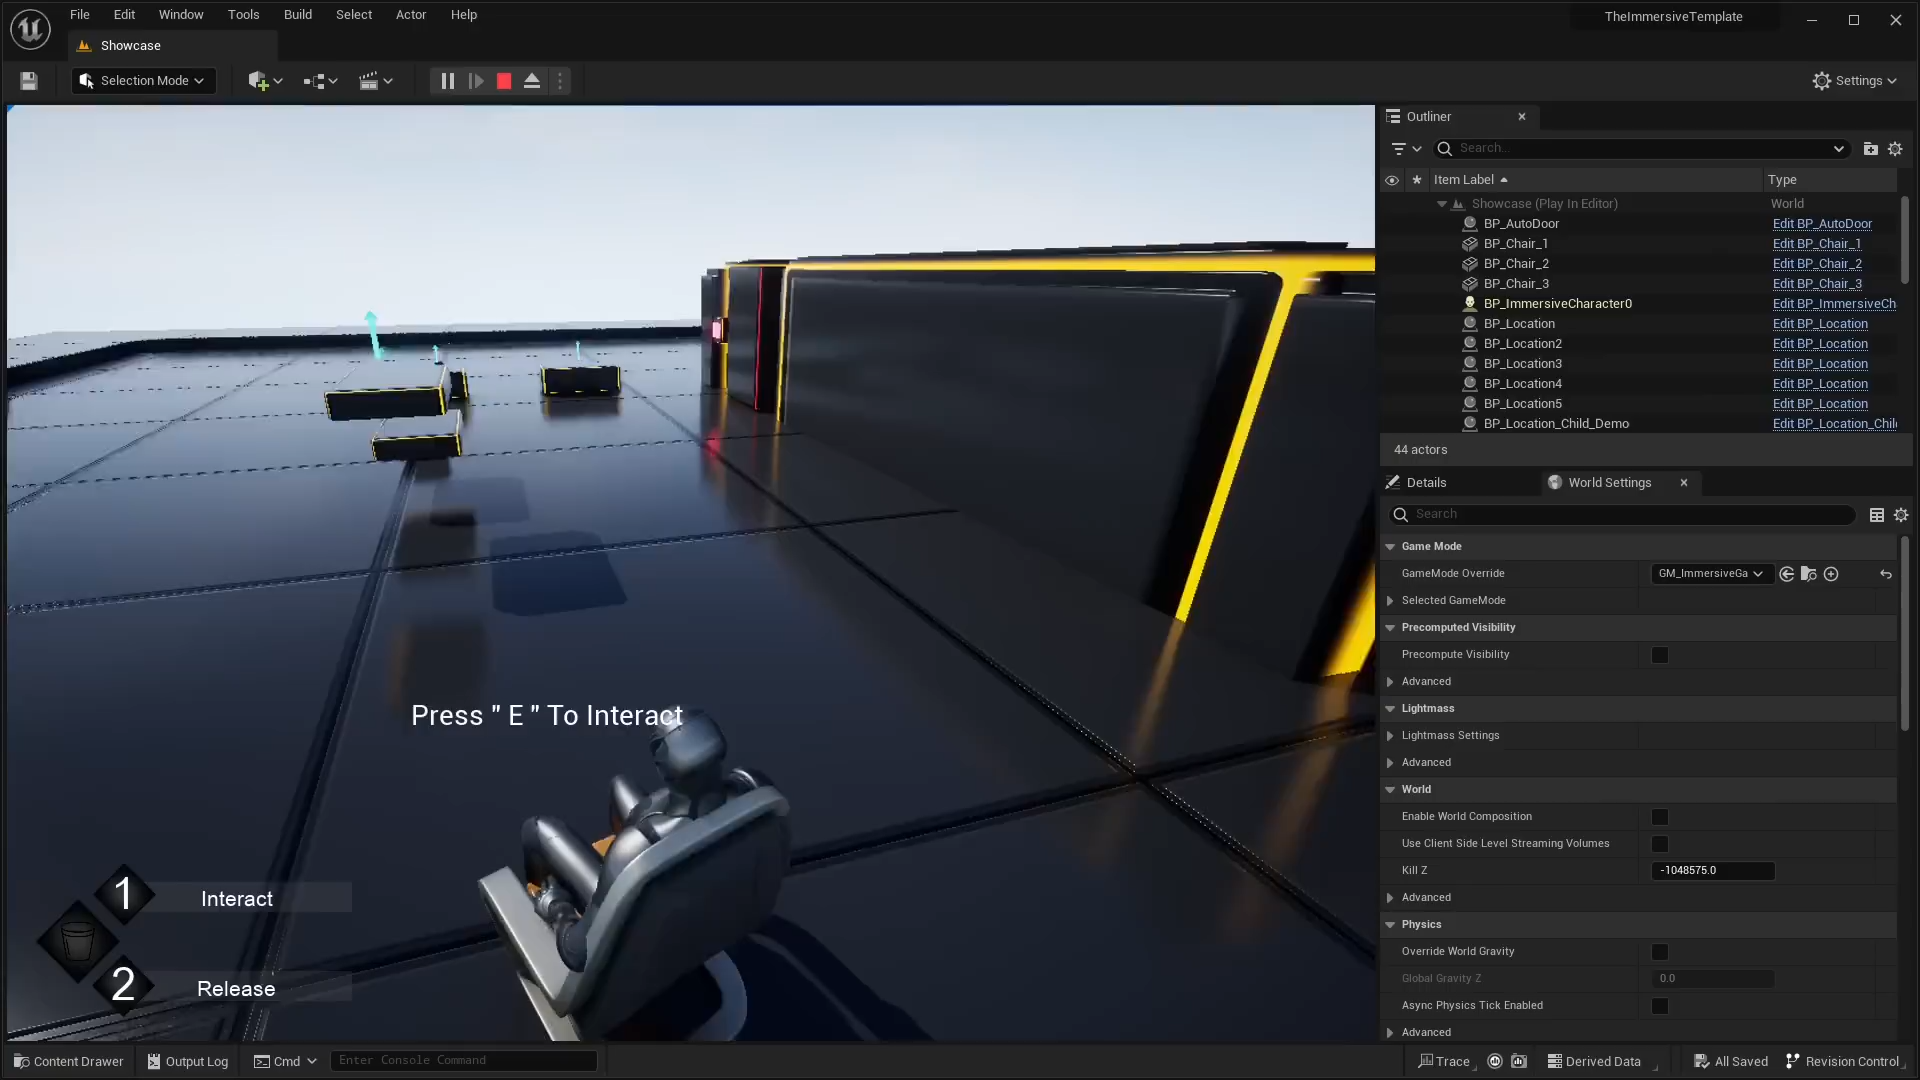 File Edit Window Tools Build Select Actor Help
TheImmersiveTemplate
Showcase
Selection Mode
Settings
Outliner
Search...
Item Label Type
Showcase (Play In Editor) World
BP_AutoDoor Edit BP_AutoDoor
BP_Chair_1 Edit BP_Chair_1
BP_Chair_2 Edit BP_Chair_2
BP_Chair_3 Edit BP_Chair_3
BP_ImmersiveCharacter0 Edit BP_ImmersiveCh
BP_Location Edit BP_Location
BP_Location2 Edit BP_Location
BP_Location3 Edit BP_Location
BP_Location4 Edit BP_Location
BP_Location5 Edit BP_Location
BP_Location_Child_Demo Edit BP_Location_Chil
44 actors
Details World Settings
Search
Game Mode
GameMode Override GM_ImmersiveGa
Selected GameMode
Precomputed Visibility
Precompute Visibility
Advanced
Lightmass
Lightmass Settings
Advanced
World
Enable World Composition
Use Client Side Level Streaming Volumes
Kill Z -1048575.0
Advanced
Physics
Override World Gravity
Global Gravity Z 0.0
Async Physics Tick Enabled
Advanced
Press " E " To Interact
1 Interact
2 Release
Content Drawer Output Log Cmd Enter Console Command Trace Derived Data All Saved Revision Control